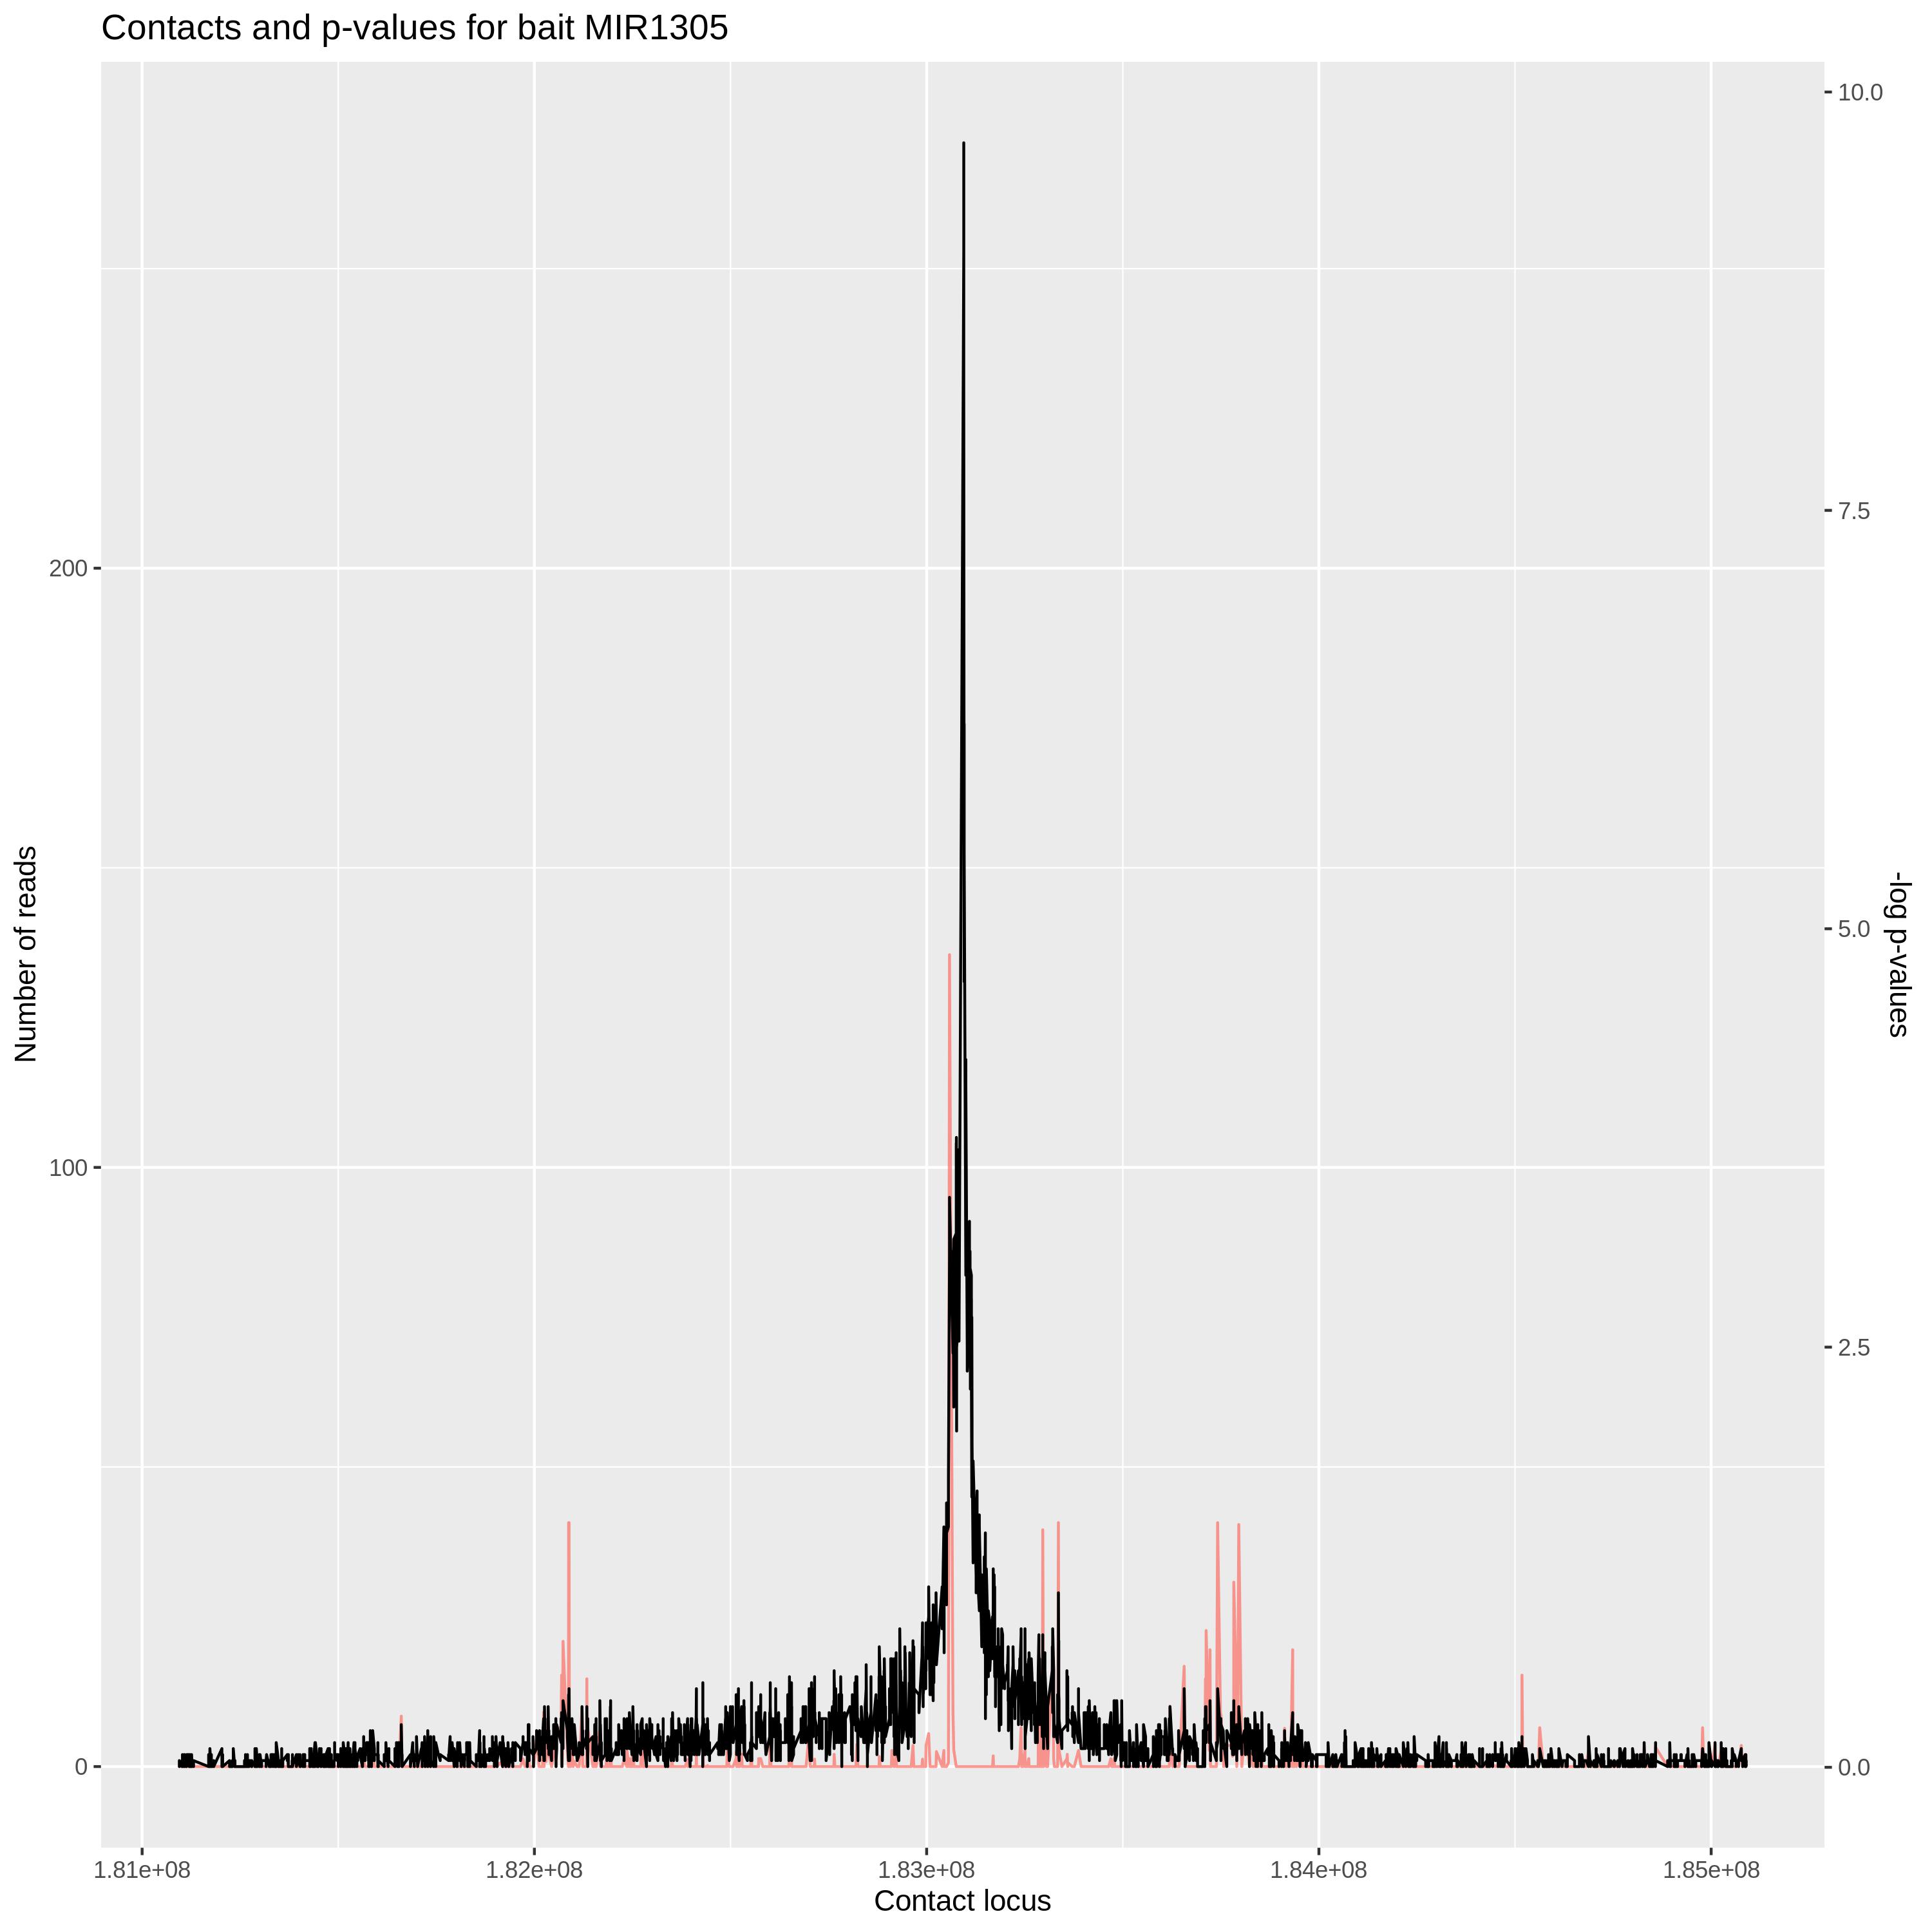 Contacts and p-values for bait MIR1305
10.0
7.5
200
5.0
Number of reads
-log p-values
100
2.5
0
0.0
1.81e+08 1.82e+08 1.83e+08 1.84e+08 1.85e+08
Contact locus